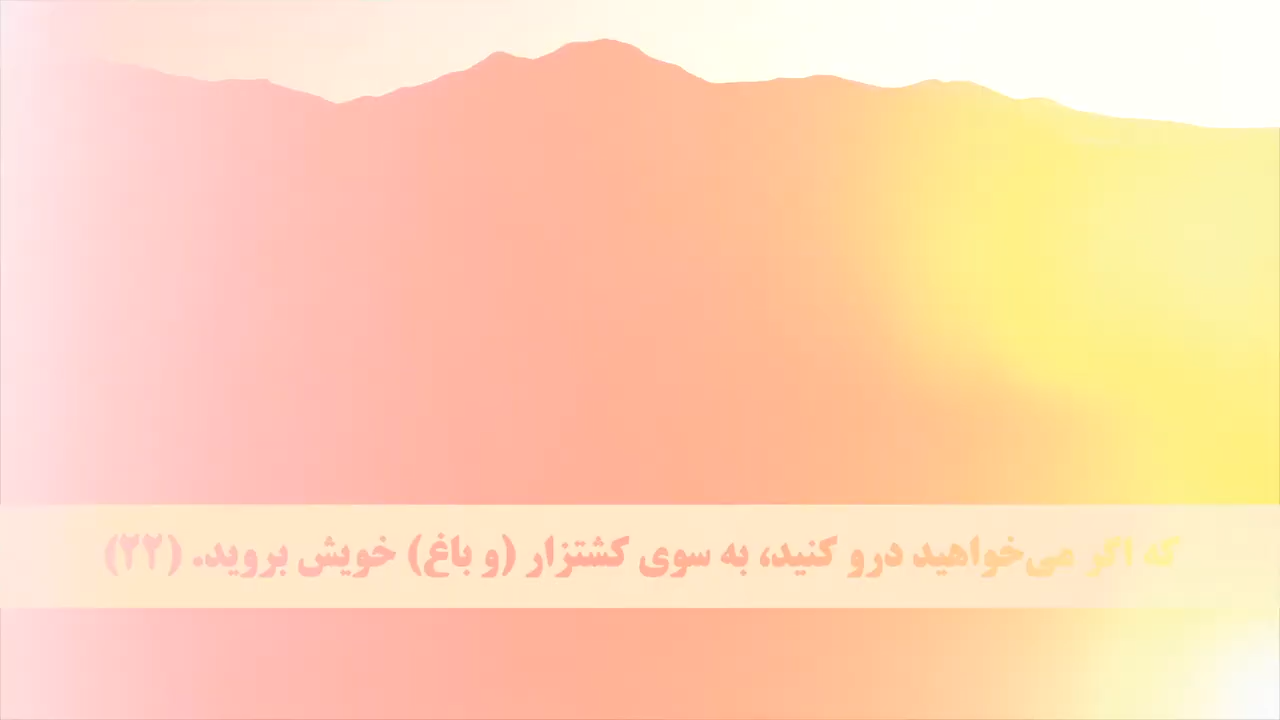 که اگر می‌خواهید درو کنید، به سوی کشتزار (و باغ) خویش بروید. (۲۲)